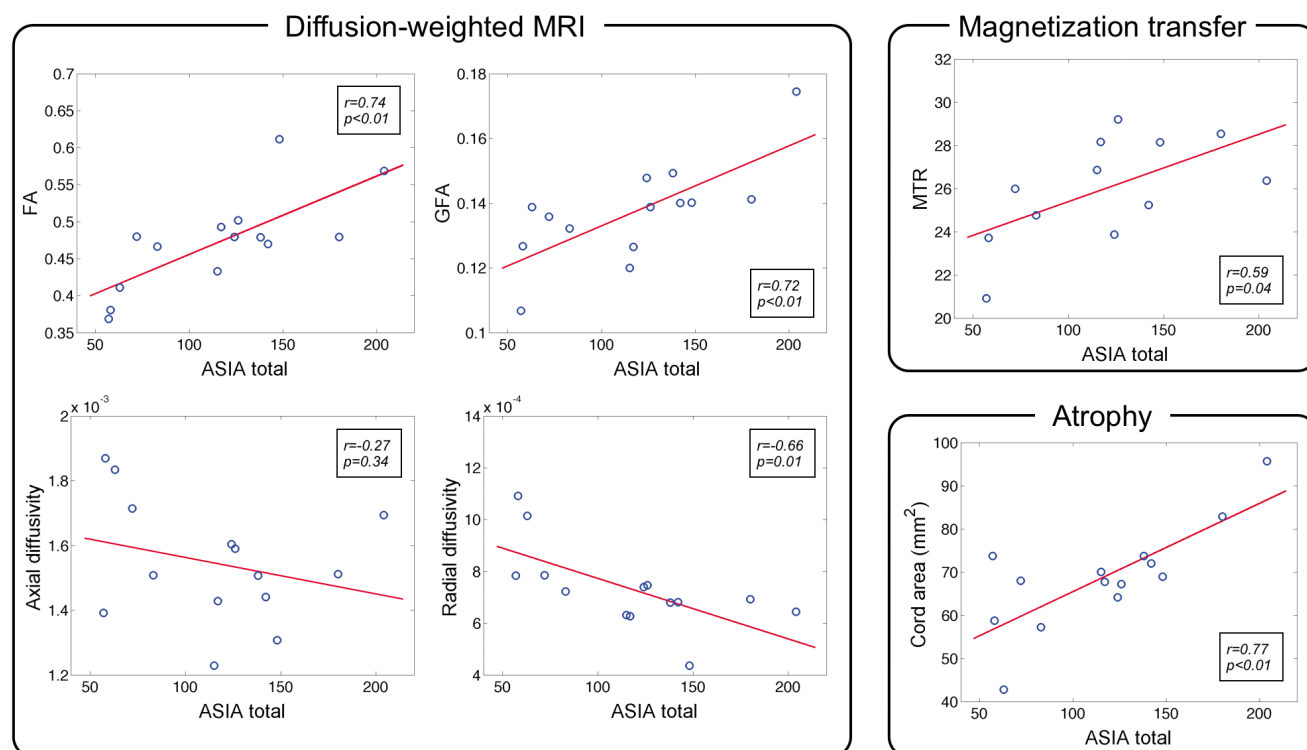 Diffusion-weighted MRI
0.7
0.65
0.6
0.55
0.5
0.45
0.4
0.35
FA
r=0.74
p<0.01
50 100 150 200
ASIA total
0.18
0.16
0.14
0.12
0.1
GFA
r=0.72
p<0.01
50 100 150 200
ASIA total
2 x 10-3
1.8
1.6
1.4
1.2
Axial diffusivity
r=-0.27
p=0.34
50 100 150 200
ASIA total
14 x 10-4
12
10
8
6
4
Radial diffusivity
r=-0.66
p=0.01
50 100 150 200
ASIA total
Magnetization transfer
32
30
28
26
24
22
20
MTR
r=0.59
p=0.04
50 100 150 200
ASIA total
Atrophy
100
90
80
70
60
50
40
Cord area (mm2)
r=0.77
p<0.01
50 100 150 200
ASIA total